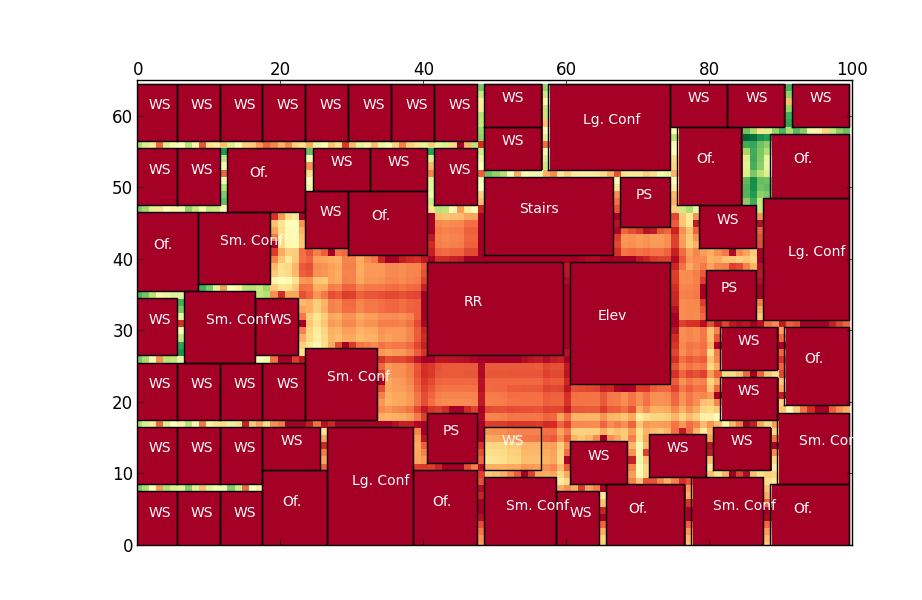 0 20 40 60 80 100
WS WS WS WS WS WS WS WS WS WS WS WS
60 Lg. Conf
WS
WS WS Of. WS WS WS Of. Of.
50 PS
WS Of. Stairs WS
Of. Sm. Conf Lg. Conf
40
RR PS
30 WS Sm. Conf WS Elev
WS Of.
WS WS WS WS Sm. Conf WS
20
PS
WS WS WS WS WS WS WS Sm. Con
WS
10 Lg. Conf
Of. Of. Sm. Conf Of. Sm. Conf Of.
WS WS WS WS
0